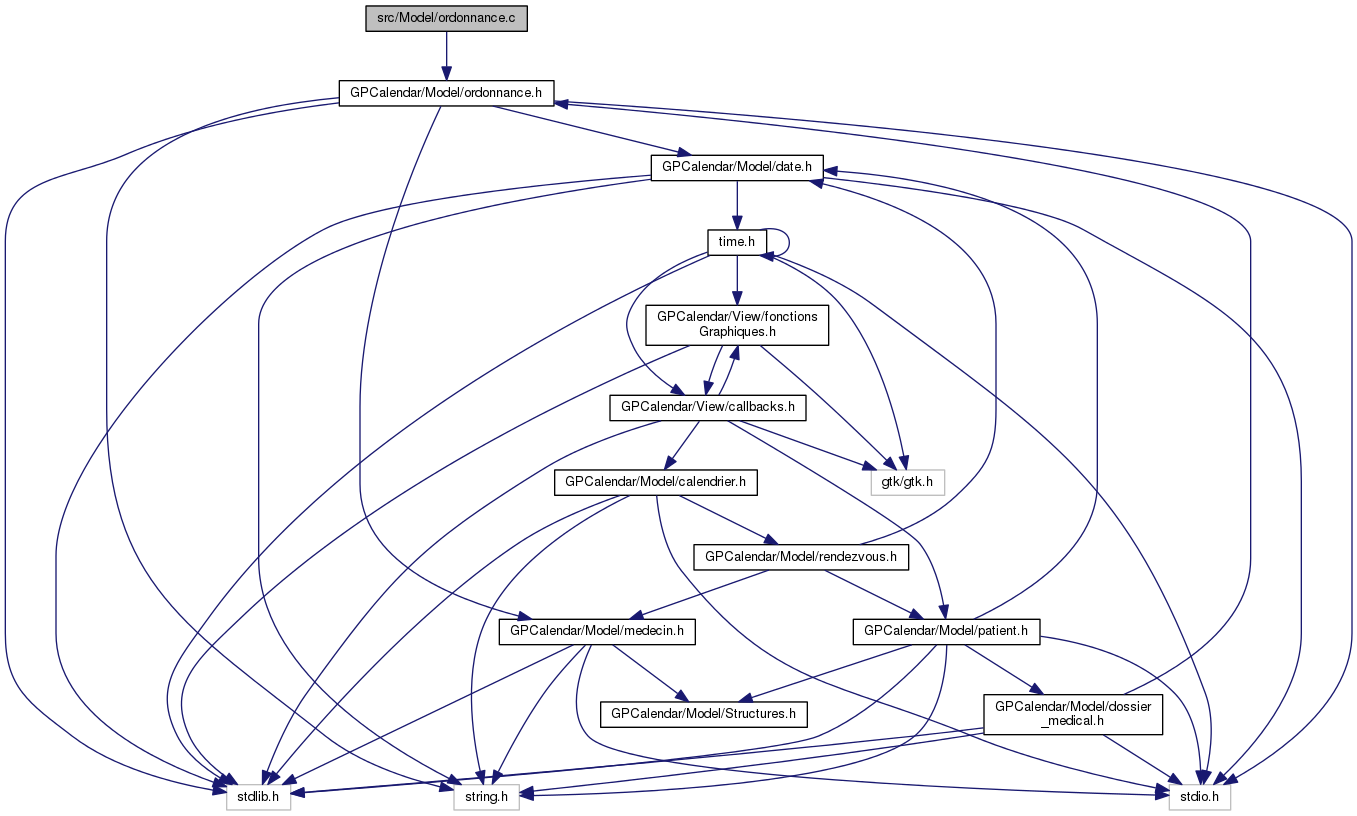 src/Model/ordonnance.c
GPCalendar/Model/ordonnance.h
GPCalendar/Model/date.h
time.h
GPCalendar/View/fonctions
Graphiques.h
GPCalendar/View/callbacks.h
GPCalendar/Model/calendrier.h
gtk/gtk.h
GPCalendar/Model/rendezvous.h
GPCalendar/Model/medecin.h
GPCalendar/Model/patient.h
GPCalendar/Model/Structures.h
GPCalendar/Model/dossier
_medical.h
stdlib.h
string.h
stdio.h